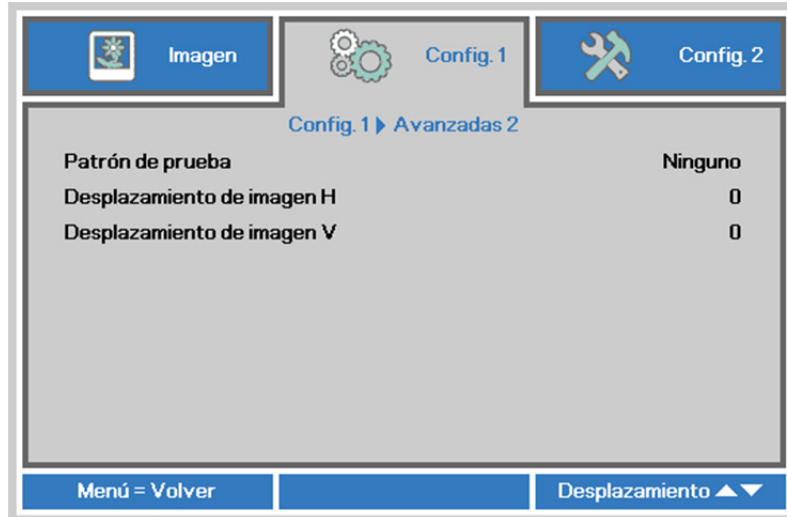 Imagen
Config. 1
Config. 2
Config. 1 ▶ Avanzadas 2
Patrón de prueba Ninguno
Desplazamiento de imagen H 0
Desplazamiento de imagen V 0
Menú = Volver
Desplazamiento ▲▼